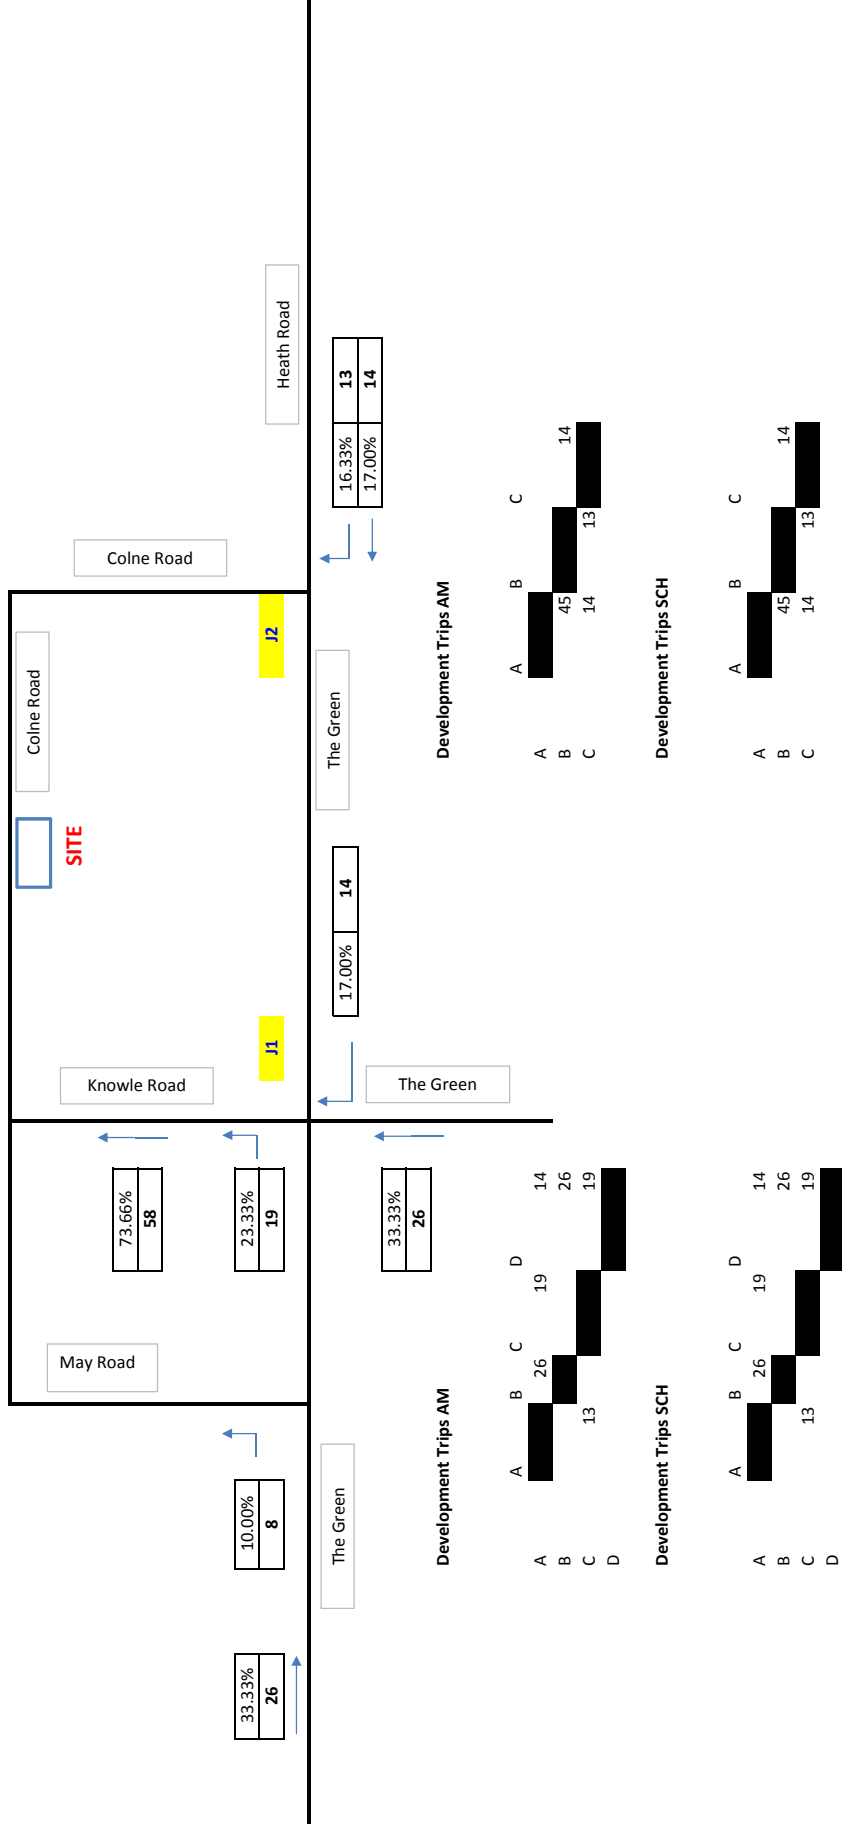 Colne Road
SITE
Colne Road
Heath Road
Knowle Road
May Road
J1
J2
The Green
The Green
The Green
73.66%
58
23.33%
19
10.00%
8
33.33%
26
33.33%
26
17.00%
14
16.33% 13
17.00% 14
Development Trips AM
A B C D
A 26 19 14
B 26
C 13 19
D
Development Trips SCH
A B C D
A 26 19 14
B 26
C 13 19
D
Development Trips AM
A B C
A
B 45 14
C 14 13
Development Trips SCH
A B C
A
B 45 14
C 14 13